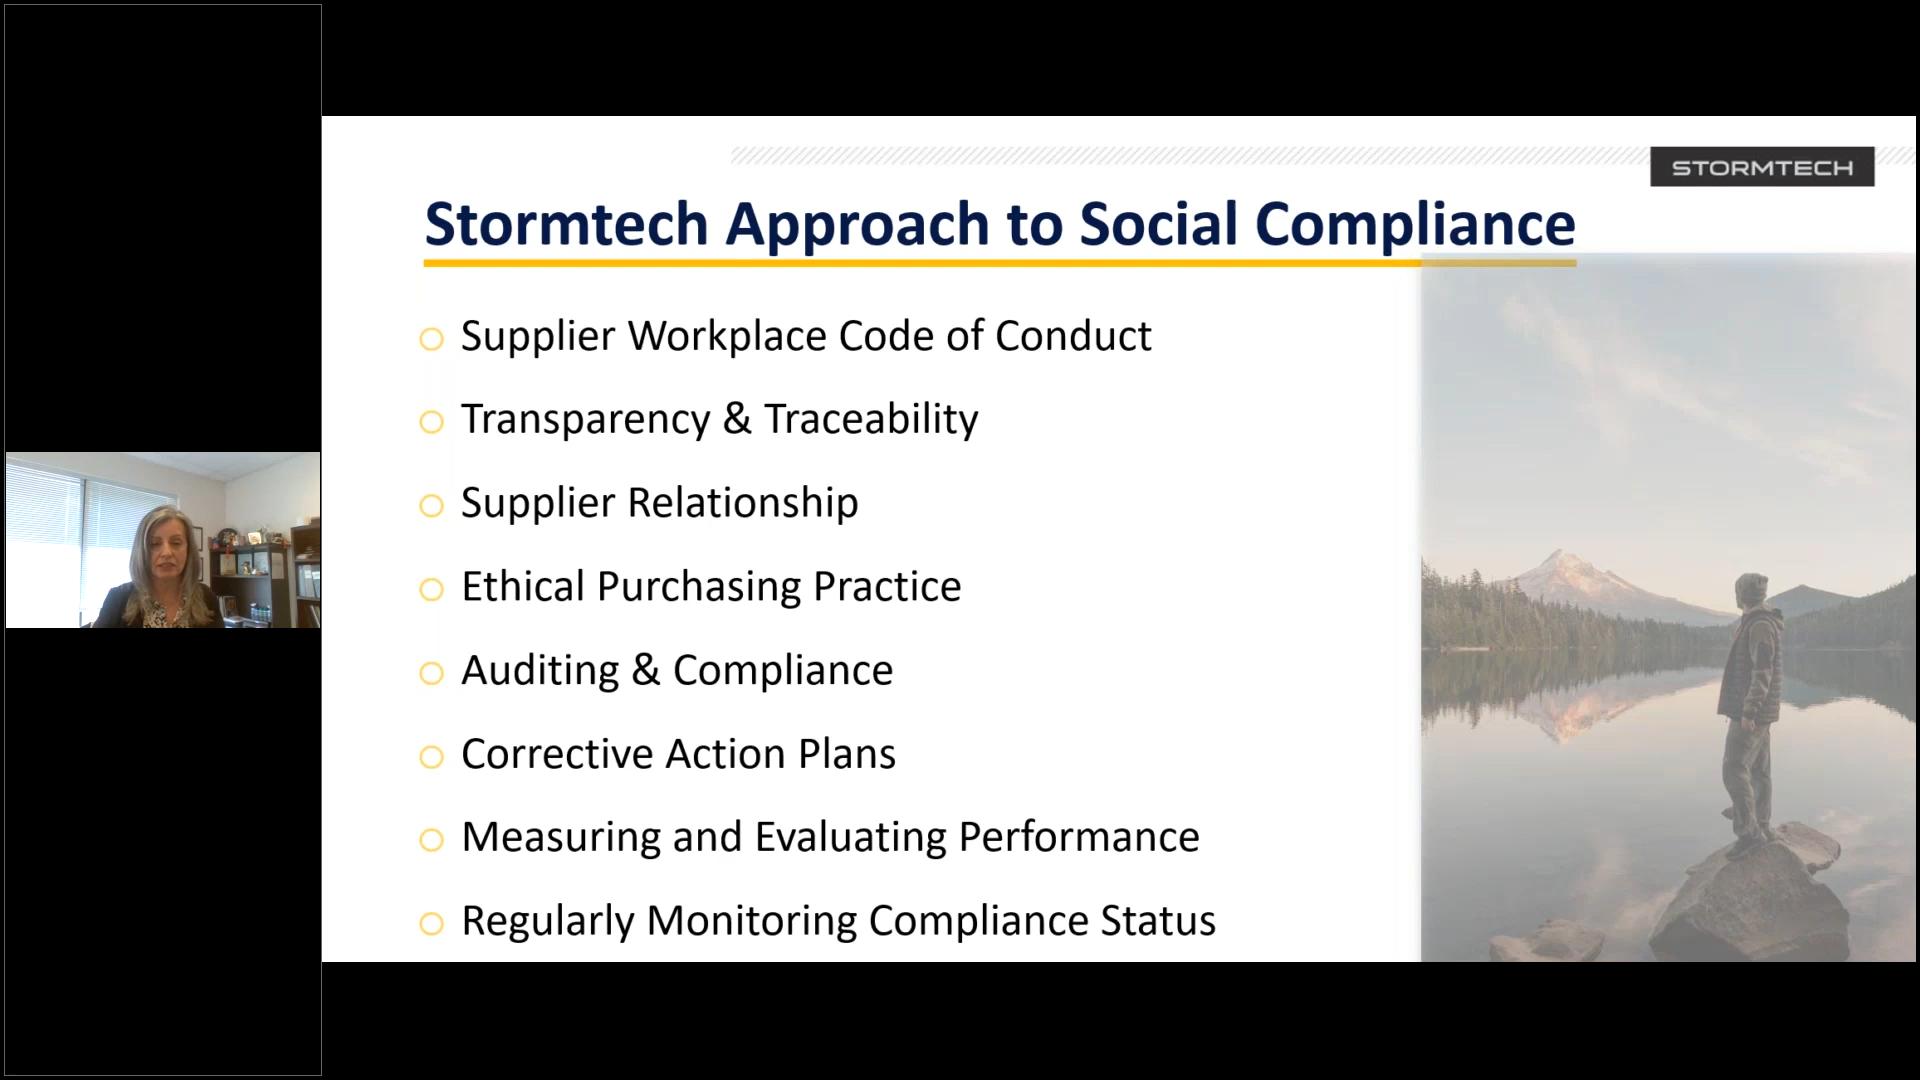 STORMTECH
Stormtech Approach to Social Compliance
Supplier Workplace Code of Conduct
Transparency & Traceability
Supplier Relationship
Ethical Purchasing Practice
Auditing & Compliance
Corrective Action Plans
Measuring and Evaluating Performance
Regularly Monitoring Compliance Status